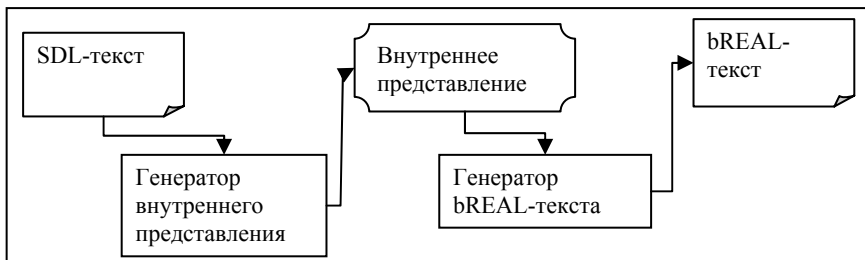 SDL-текст
Внутреннее
представление
bREAL-
текст
Генератор
внутреннего
представления
Генератор
bREAL-текста